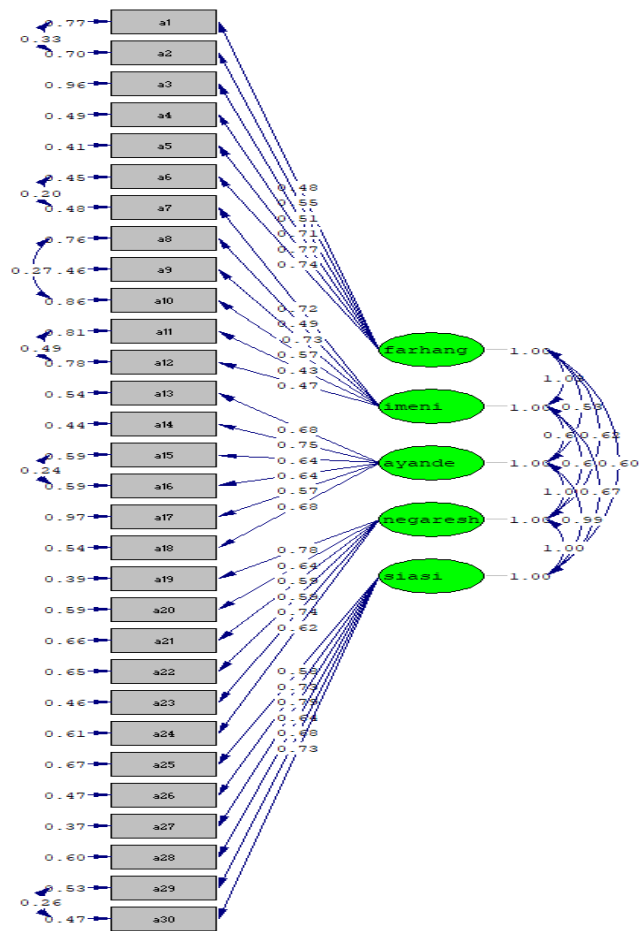 0.77 a1
0.33
0.70 a2
0.96 a3
0.49 a4
0.41 a5
0.45 a6
0.20
0.48 a7
0.76 a8
0.27 .46 a9
0.86 a10
0.81 a11
0.49
0.78 a12
0.54 a13
0.44 a14
0.59 a15
0.24
0.59 a16
0.97 a17
0.54 a18
0.39 a19
0.59 a20
0.66 a21
0.65 a22
0.46 a23
0.61 a24
0.67 a25
0.47 a26
0.37 a27
0.60 a28
0.53 a29
0.26
0.47 a30
0.48
0.55
0.51
0.71
0.77
0.74
0.72
0.49
0.73
0.57
0.43
0.47
0.68
0.75
0.64
0.64
0.57
0.68
0.78
0.64
0.59
0.59
0.74
0.62
0.73
0.64
0.68
0.73
farhang 1.00
imeni 1.00
ayande 1.00
negaresh 1.00
siasi 1.00
0.60
0.67
0.99
1.00